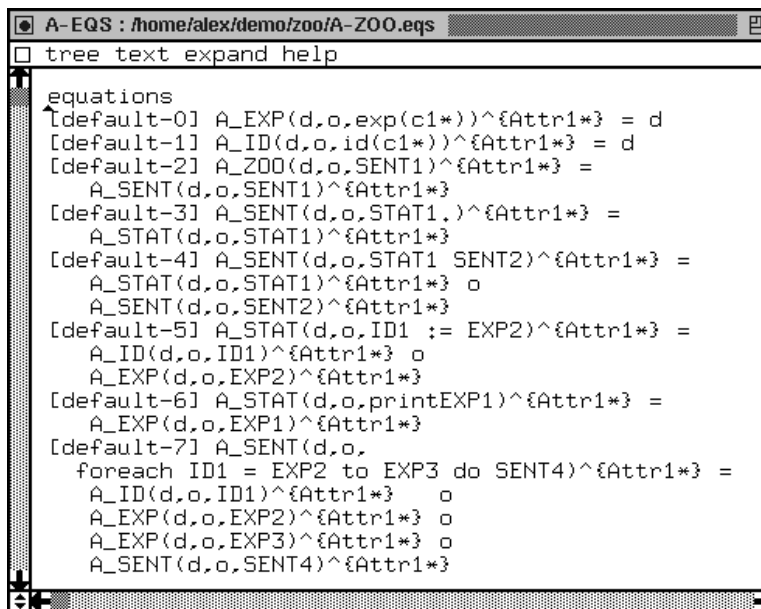 A-EQS : /home/alex/demo/zoo/A-ZOO.eqs
tree text expand help
equations
[default-0] A_EXP(d,o,exp(c1*))^{Attr1*} = d
[default-1] A_ID(d,o,id(c1*))^{Attr1*} = d
[default-2] A_ZOO(d,o,SENT1)^{Attr1*} =
A_SENT(d,o,SENT1)^{Attr1*}
[default-3] A_SENT(d,o,STAT1.)^{Attr1*} =
A_STAT(d,o,STAT1)^{Attr1*}
[default-4] A_SENT(d,o,STAT1 SENT2)^{Attr1*} =
A_STAT(d,o,STAT1)^{Attr1*} o
A_SENT(d,o,SENT2)^{Attr1*}
[default-5] A_STAT(d,o,ID1 := EXP2)^{Attr1*} =
A_ID(d,o,ID1)^{Attr1*} o
A_EXP(d,o,EXP2)^{Attr1*}
[default-6] A_STAT(d,o,printEXP1)^{Attr1*} =
A_EXP(d,o,EXP1)^{Attr1*}
[default-7] A_SENT(d,o,
foreach ID1 = EXP2 to EXP3 do SENT4)^{Attr1*} =
A_ID(d,o,ID1)^{Attr1*} o
A_EXP(d,o,EXP2)^{Attr1*} o
A_EXP(d,o,EXP3)^{Attr1*} o
A_SENT(d,o,SENT4)^{Attr1*}